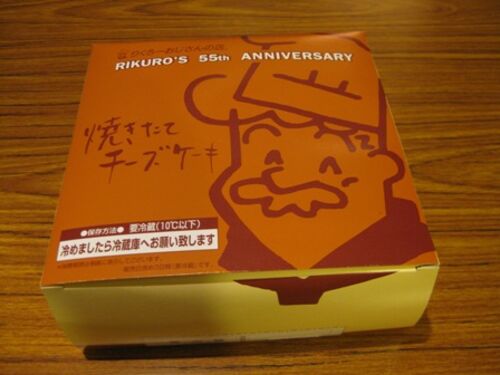 りくろーおじさんの店
RIKURO'S 55th ANNIVERSARY
焼きたて
チーズケーキ
●保存方法● 要冷蔵(10℃以下)
冷めましたら冷蔵庫へお願い致します